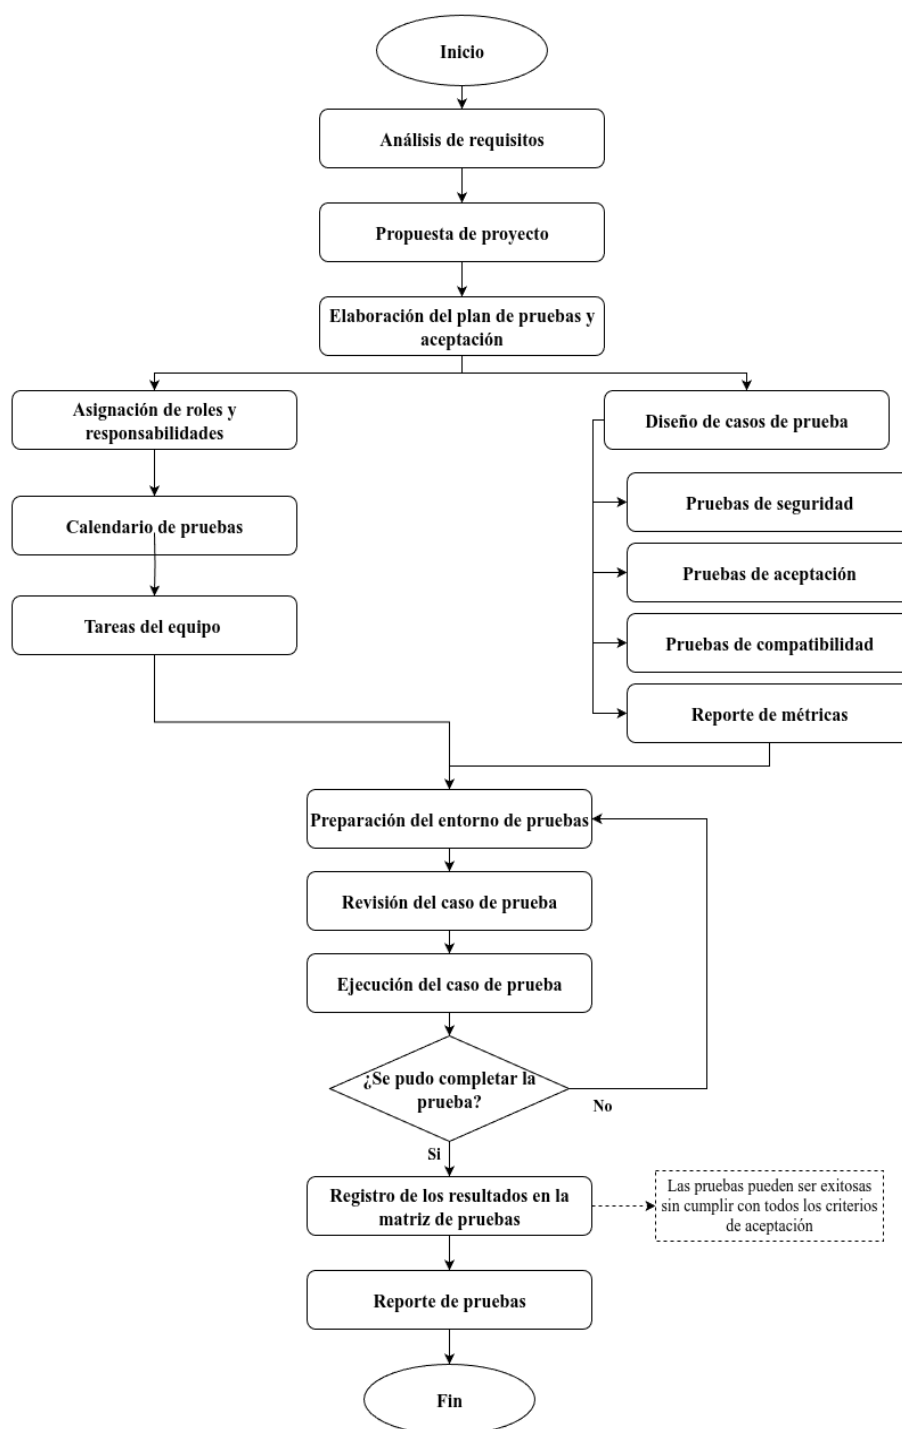 Inicio
Análisis de requisitos
Propuesta de proyecto
Elaboración del plan de pruebas y
aceptación
Asignación de roles y
responsabilidades
Calendario de pruebas
Tareas del equipo
Diseño de casos de prueba
Pruebas de seguridad
Pruebas de aceptación
Pruebas de compatibilidad
Reporte de métricas
Preparación del entorno de pruebas
Revisión del caso de prueba
Ejecución del caso de prueba
¿Se pudo completar la
prueba?
No
Si
Registro de los resultados en la
matriz de pruebas
Las pruebas pueden ser exitosas
sin cumplir con todos los criterios
de aceptación
Reporte de pruebas
Fin